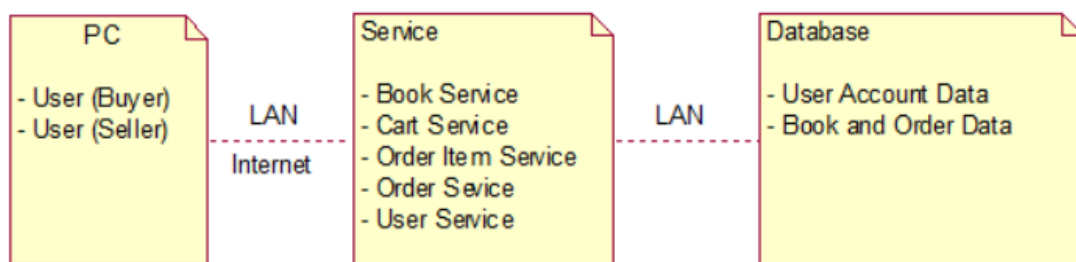 PC
- User (Buyer)
- User (Seller)
LAN
Internet
Service
- Book Service
- Cart Service
- Order Item Service
- Order Sevice
- User Service
LAN
Database
- User Account Data
- Book and Order Data